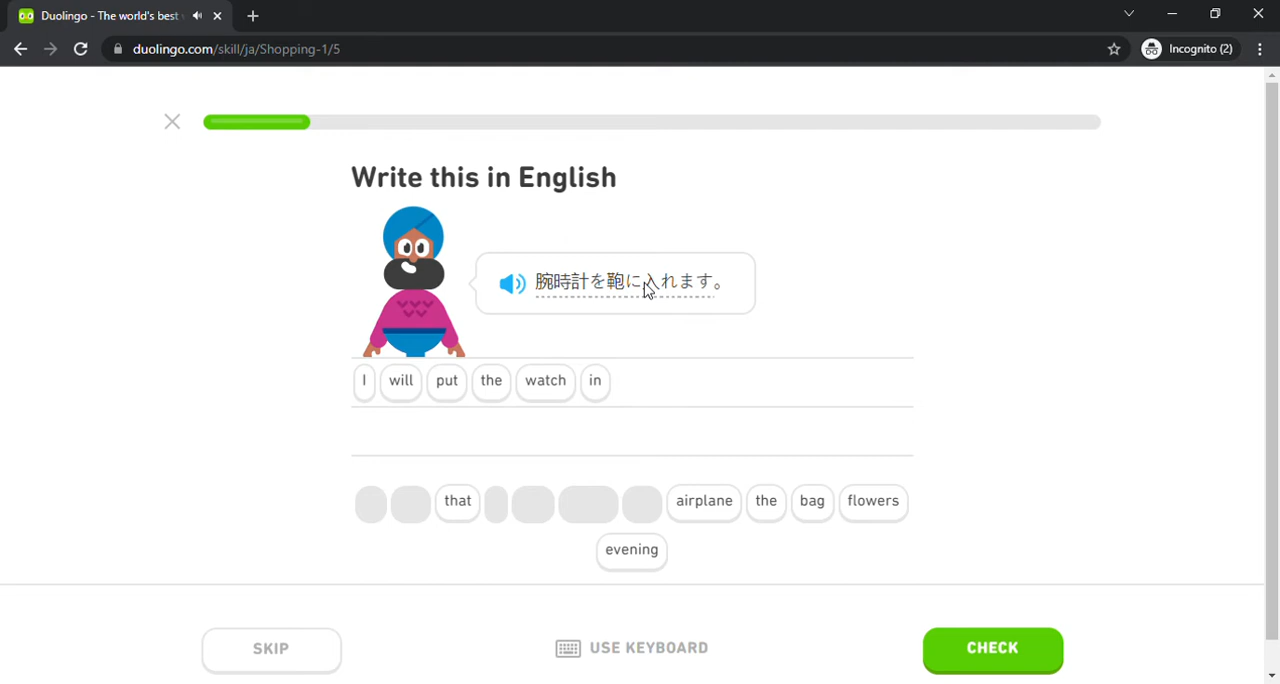 Duolingo - The world's best
duolingo.com/skill/ja/Shopping-1/5
Incognito (2)
Write this in English
腕時計を鞄に入れます。
I will put the watch in
that airplane the bag flowers
evening
SKIP
USE KEYBOARD
CHECK